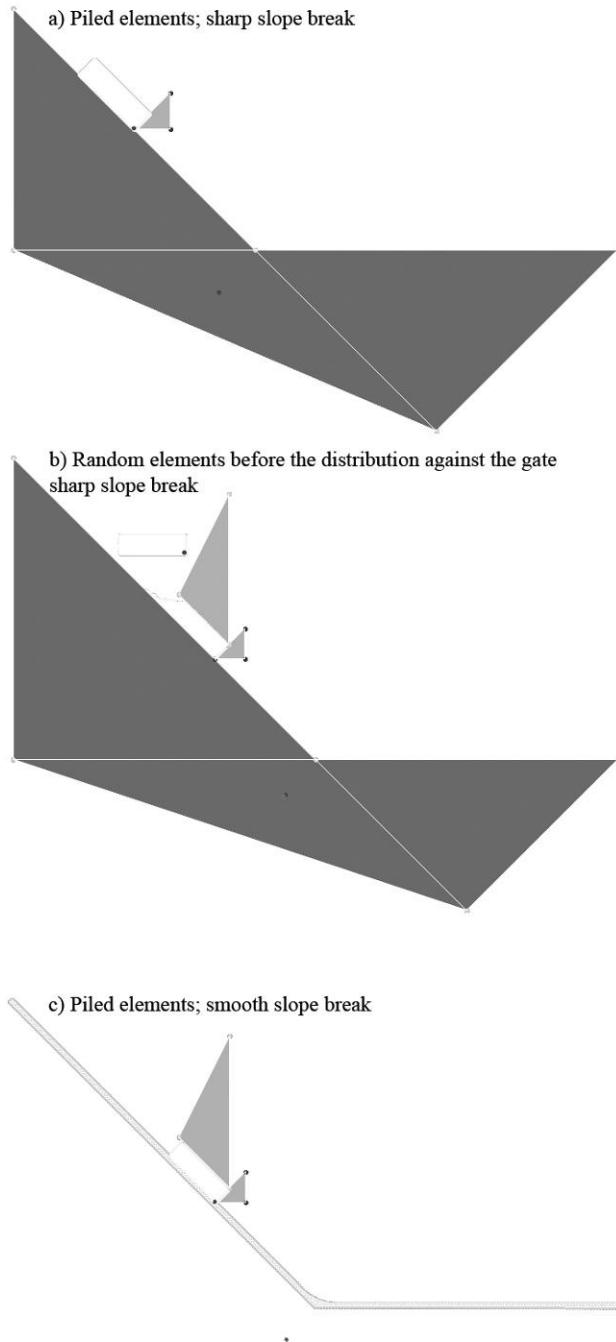 a) Piled elements; sharp slope break
b) Random elements before the distribution against the gate
sharp slope break
c) Piled elements; smooth slope break